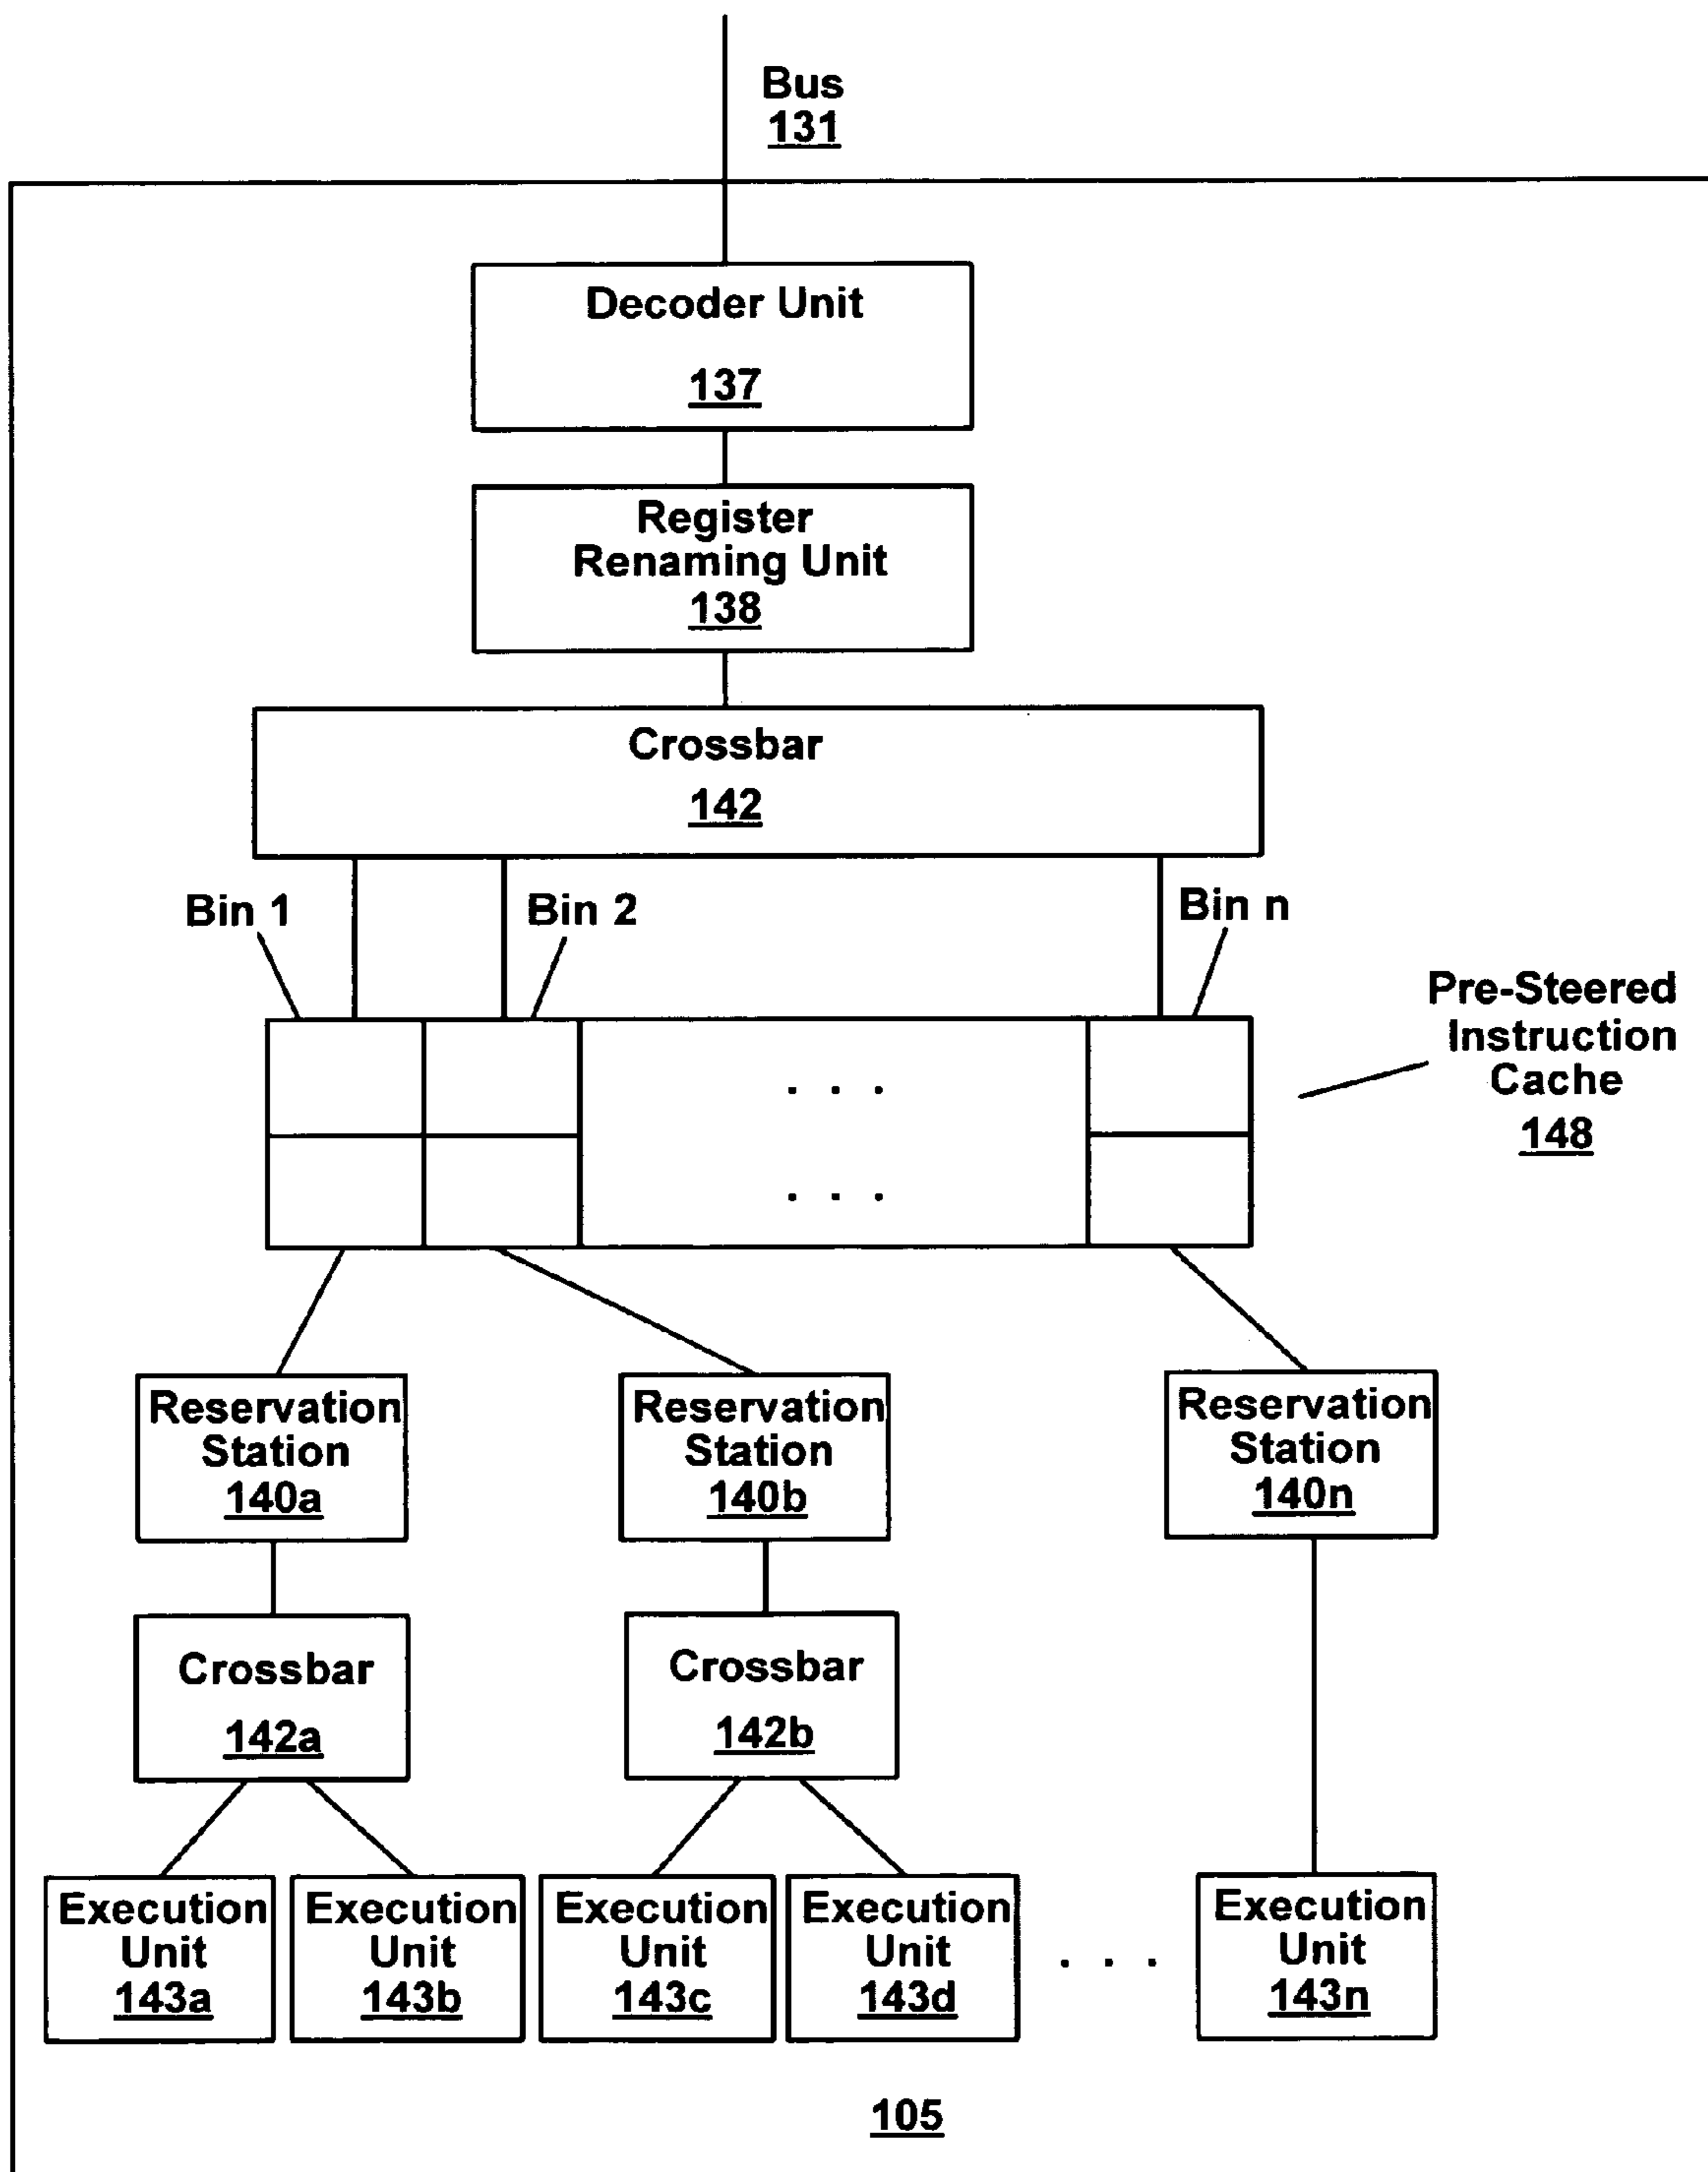 Bus
131
Decoder Unit
137
Register
Renaming Unit
138
Crossbar
142
Bin 1
Bin 2
Bin n
Pre-Steered
Instruction
Cache
148
. . .
. . .
Reservation
Station
140a
Reservation
Station
140b
Reservation
Station
140n
Crossbar
142a
Crossbar
142b
Execution
Unit
143a
Execution
Unit
143b
Execution
Unit
143c
Execution
Unit
143d
. . .
Execution
Unit
143n
105